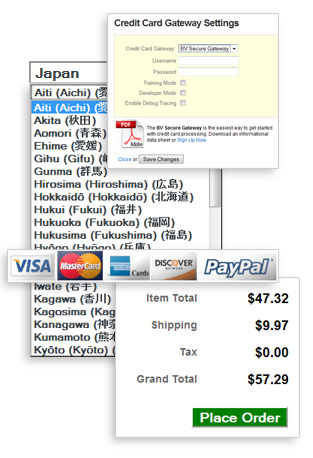 Credit Card Gateway Settings
Credit Card Gateway: BV Secure Gateway
Username
Password
Training Mode
Developer Mode
Enable Debug Tracing
PDF
Adobe
The BV Secure Gateway is the easiest way to get started
with credit card processing. Download an informational
data sheet or Sign Up Now.
Close or Save Changes
Japan
Aiti (Aichi) (愛
Aiti (Aichi) (愛
Akita (秋田)
Aomori (青森)
Ehime (愛媛)
Gihu (Gifu) (
Gunma (群馬)
Hirosima (Hiroshima) (広島)
Hokkaidô (Hokkaidō) (北海道)
Hukui (Fukui) (福井)
Hukuoka (Fukuoka) (福岡)
Hukusima (Fukushima) (福島)
Hyôgo (Hyōgo) (兵庫)
VISA
MasterCard
AMERICAN EXPRESS Cards
DISCOVER NETWORK
PayPal
Iwate (岩手)
Kagawa (香川)
Kagosima (Kag
Kanagawa (神奈
Kumamoto (熊本
Kyôto (Kyōto) (
Item Total $47.32
Shipping $9.97
Tax $0.00
Grand Total $57.29
Place Order